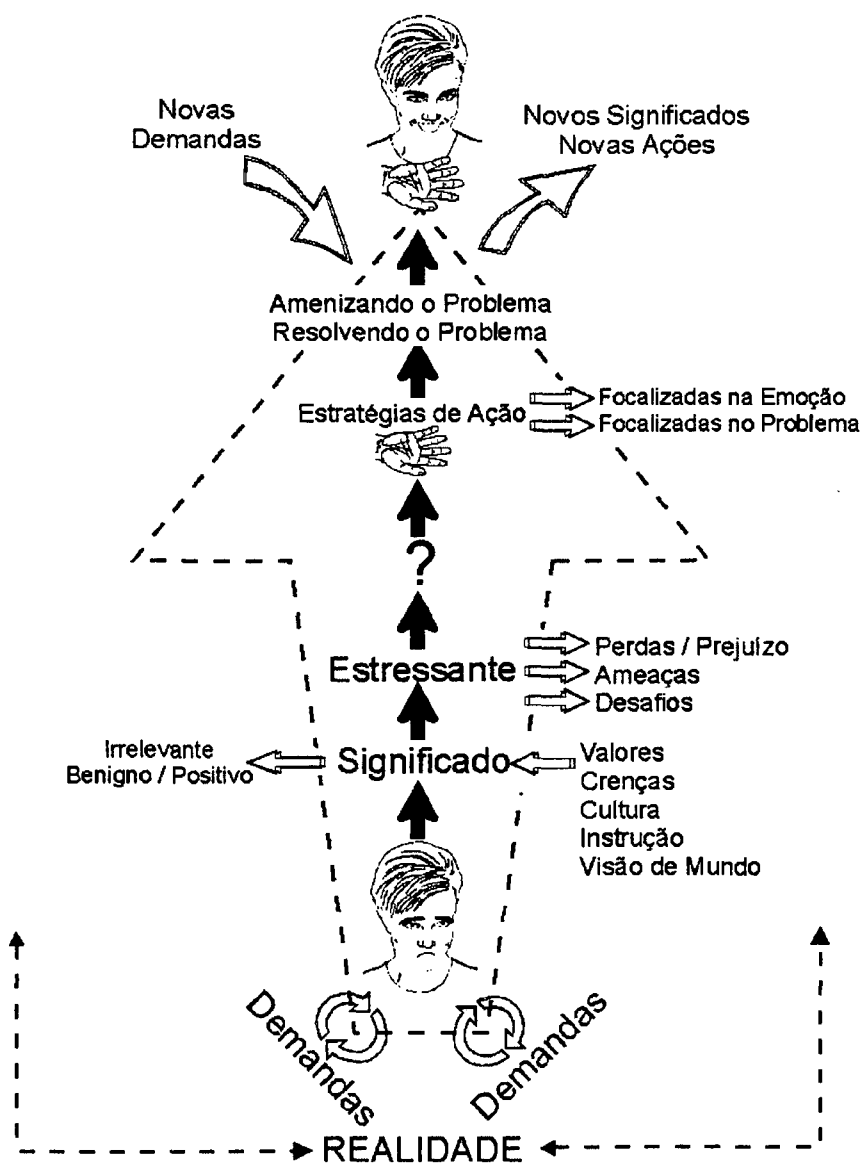 Novas
Demandas
Novos Significados
Novas Ações
Amenizando o Problema
Resolvendo o Problema
Estratégias de Ação
Focalizadas na Emoção
Focalizadas no Problema
?
Estressante
Perdas / Prejuízo
Ameaças
Desafios
Irrelevante
Benigno / Positivo
Significado
Valores
Crenças
Cultura
Instrução
Visão de Mundo
Demandas
Demandas
REALIDADE